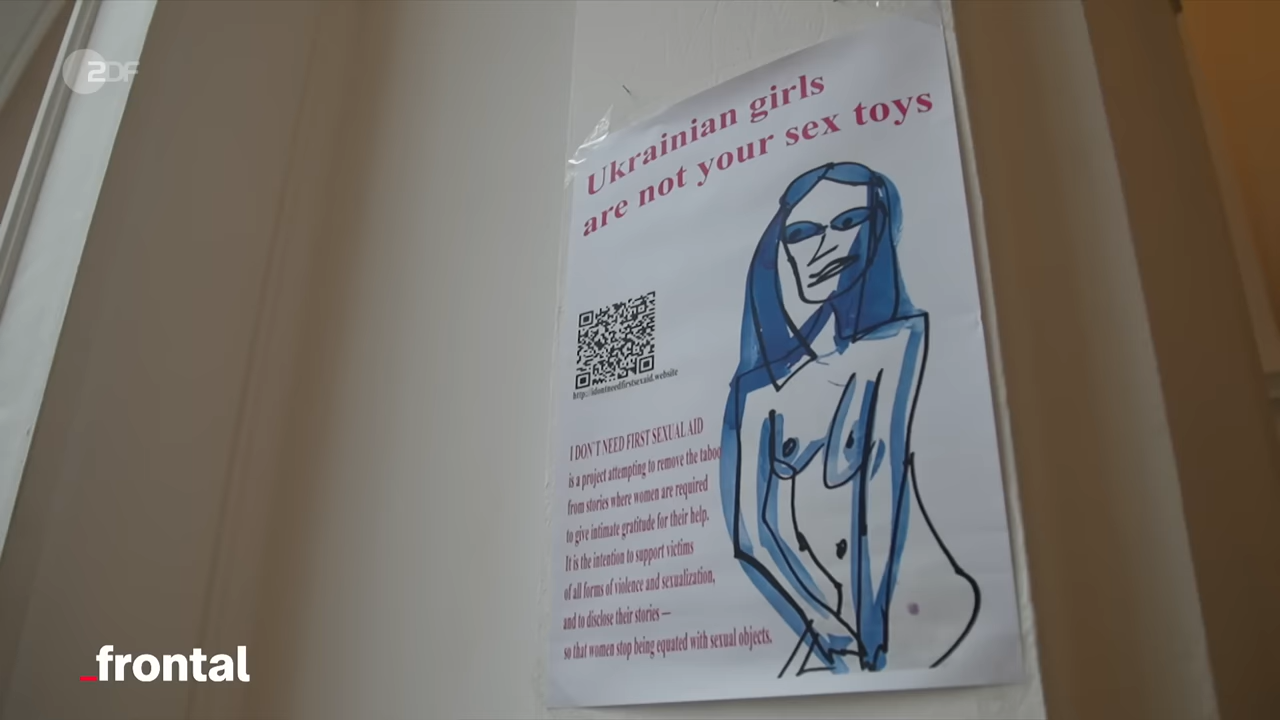 ZDF
Ukrainian girls
are not your sex toys
http://idontneedfirstsexaid.website
I DON'T NEED FIRST SEXUAL AID
is a project attempting to remove the taboo
from stories where women are required
to give intimate gratitude for their help.
It is the intention to support victims
of all forms of violence and sexualization,
and to disclose their stories —
so that women stop being equated with sexual objects.
_frontal